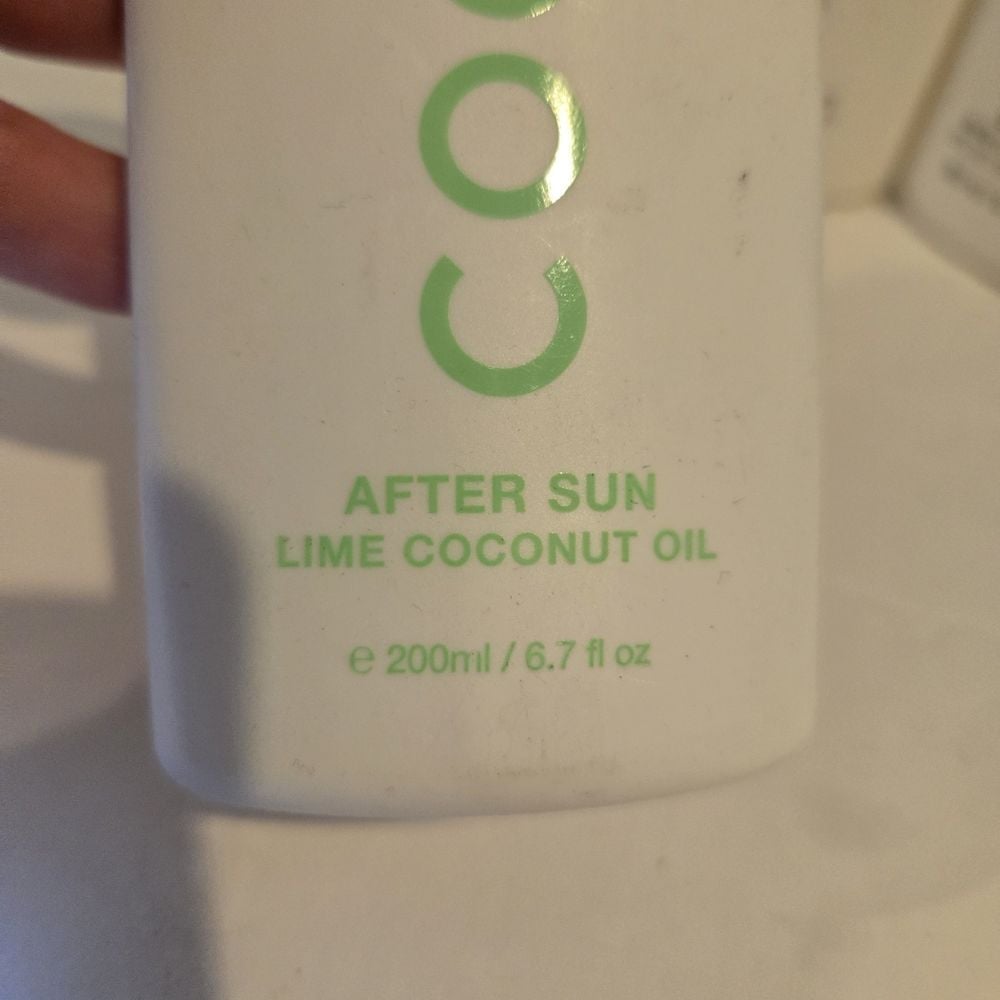 CO
AFTER SUN
LIME COCONUT OIL
℮ 200ml / 6.7 fl oz